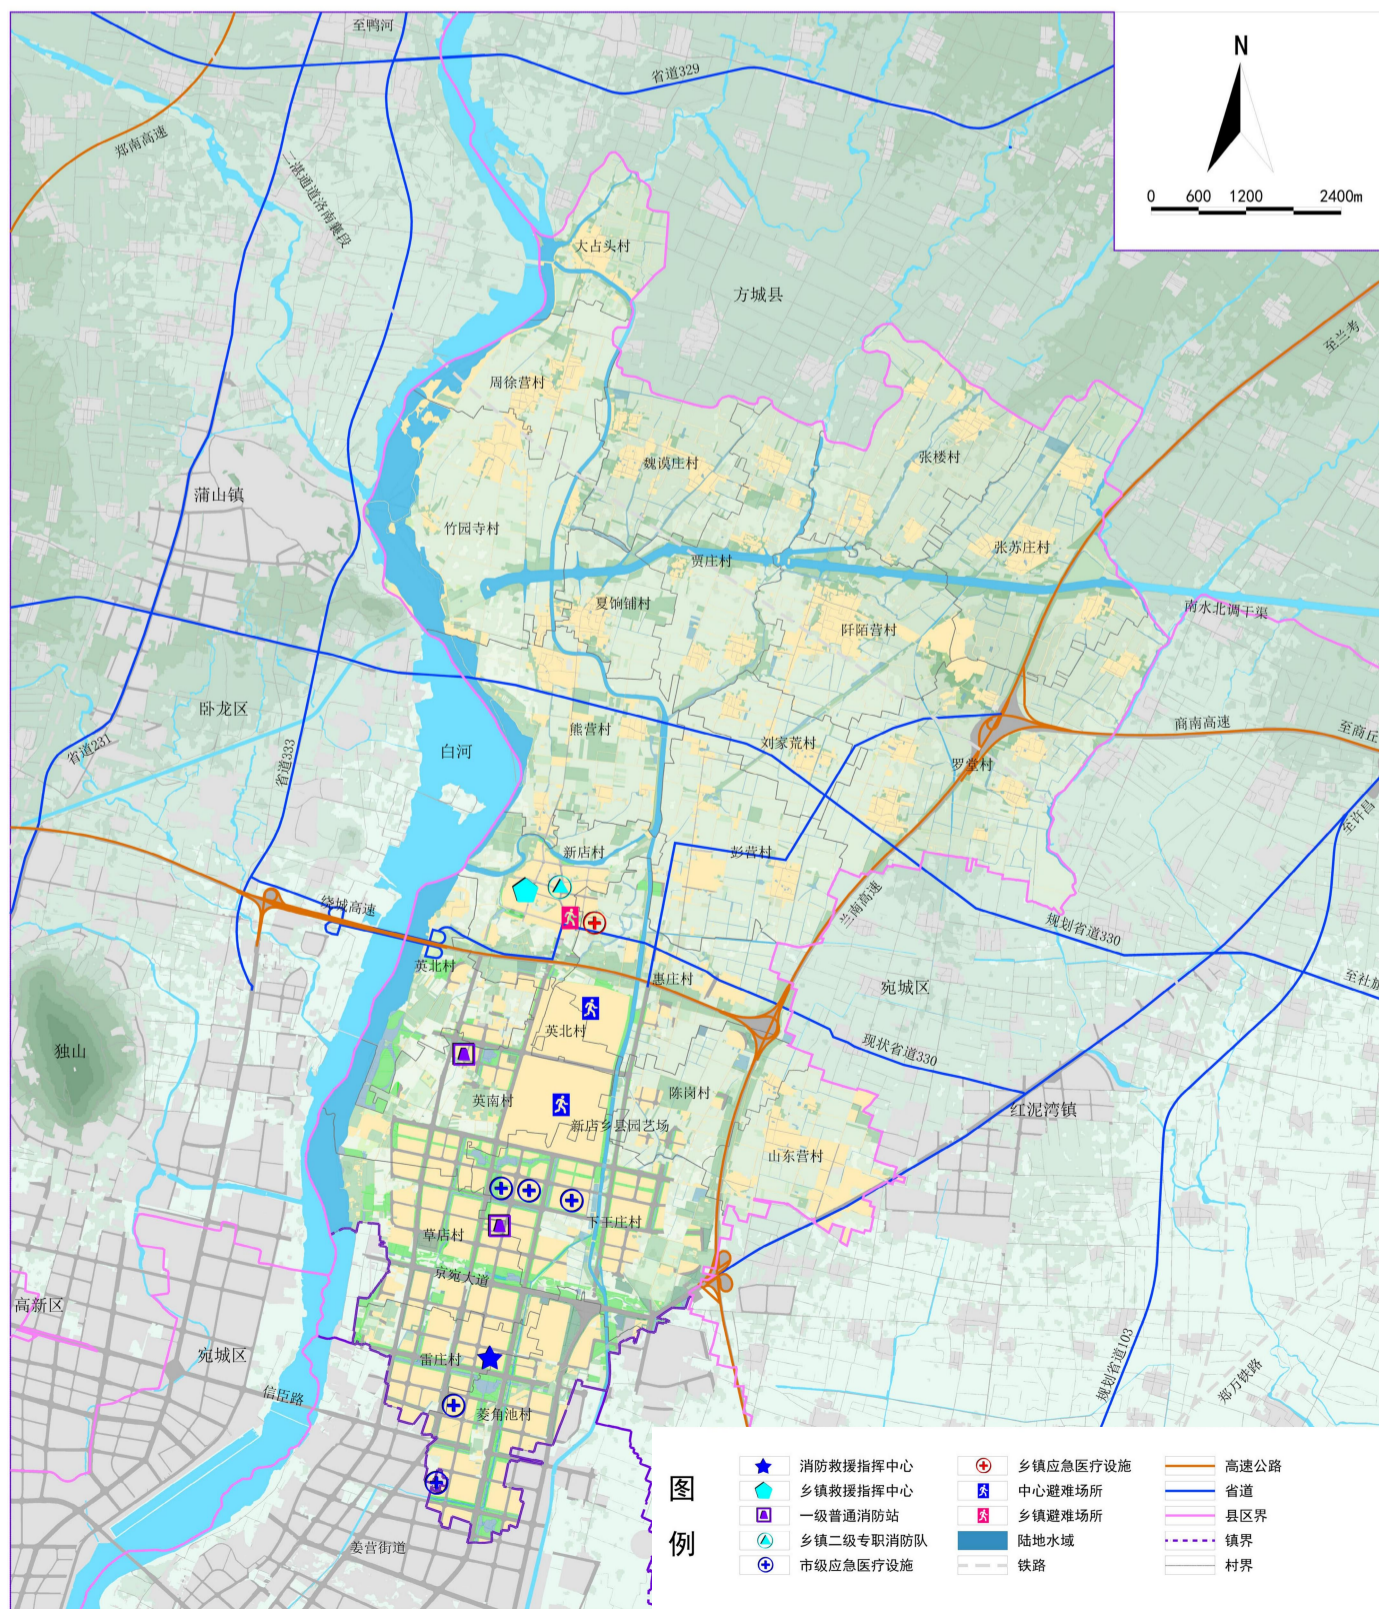 至鸭河
N
省道329
0 600 1200 2400m
郑南高速
二湛通道洛南襄段
大占头村
方城县
至兰考
周徐营村
魏谟庄村
张楼村
蒲山镇
竹园寺村
张苏庄村
贾庄村
夏饷铺村
南水北调干渠
阡陌营村
卧龙区
熊营村
刘家荒村
商南高速
至商丘
省道231
省道333
白河
罗堂村
至许昌
新店村
彭营村
兰南高速
绕城高速
规划省道330
英北村
惠庄村
宛城区
至社旗
英北村
独山
现状省道330
英南村
陈岗村
红泥湾镇
新店乡县园艺场
山东营村
草店村
下王庄村
京宛大道
高新区
宛城区
雷庄村
规划省道103
郑万铁路
信臣路
菱角池村
姜营街道
图例
消防救援指挥中心
乡镇救援指挥中心
一级普通消防站
乡镇二级专职消防队
市级应急医疗设施
乡镇应急医疗设施
中心避难场所
乡镇避难场所
陆地水域
铁路
高速公路
省道
县区界
镇界
村界